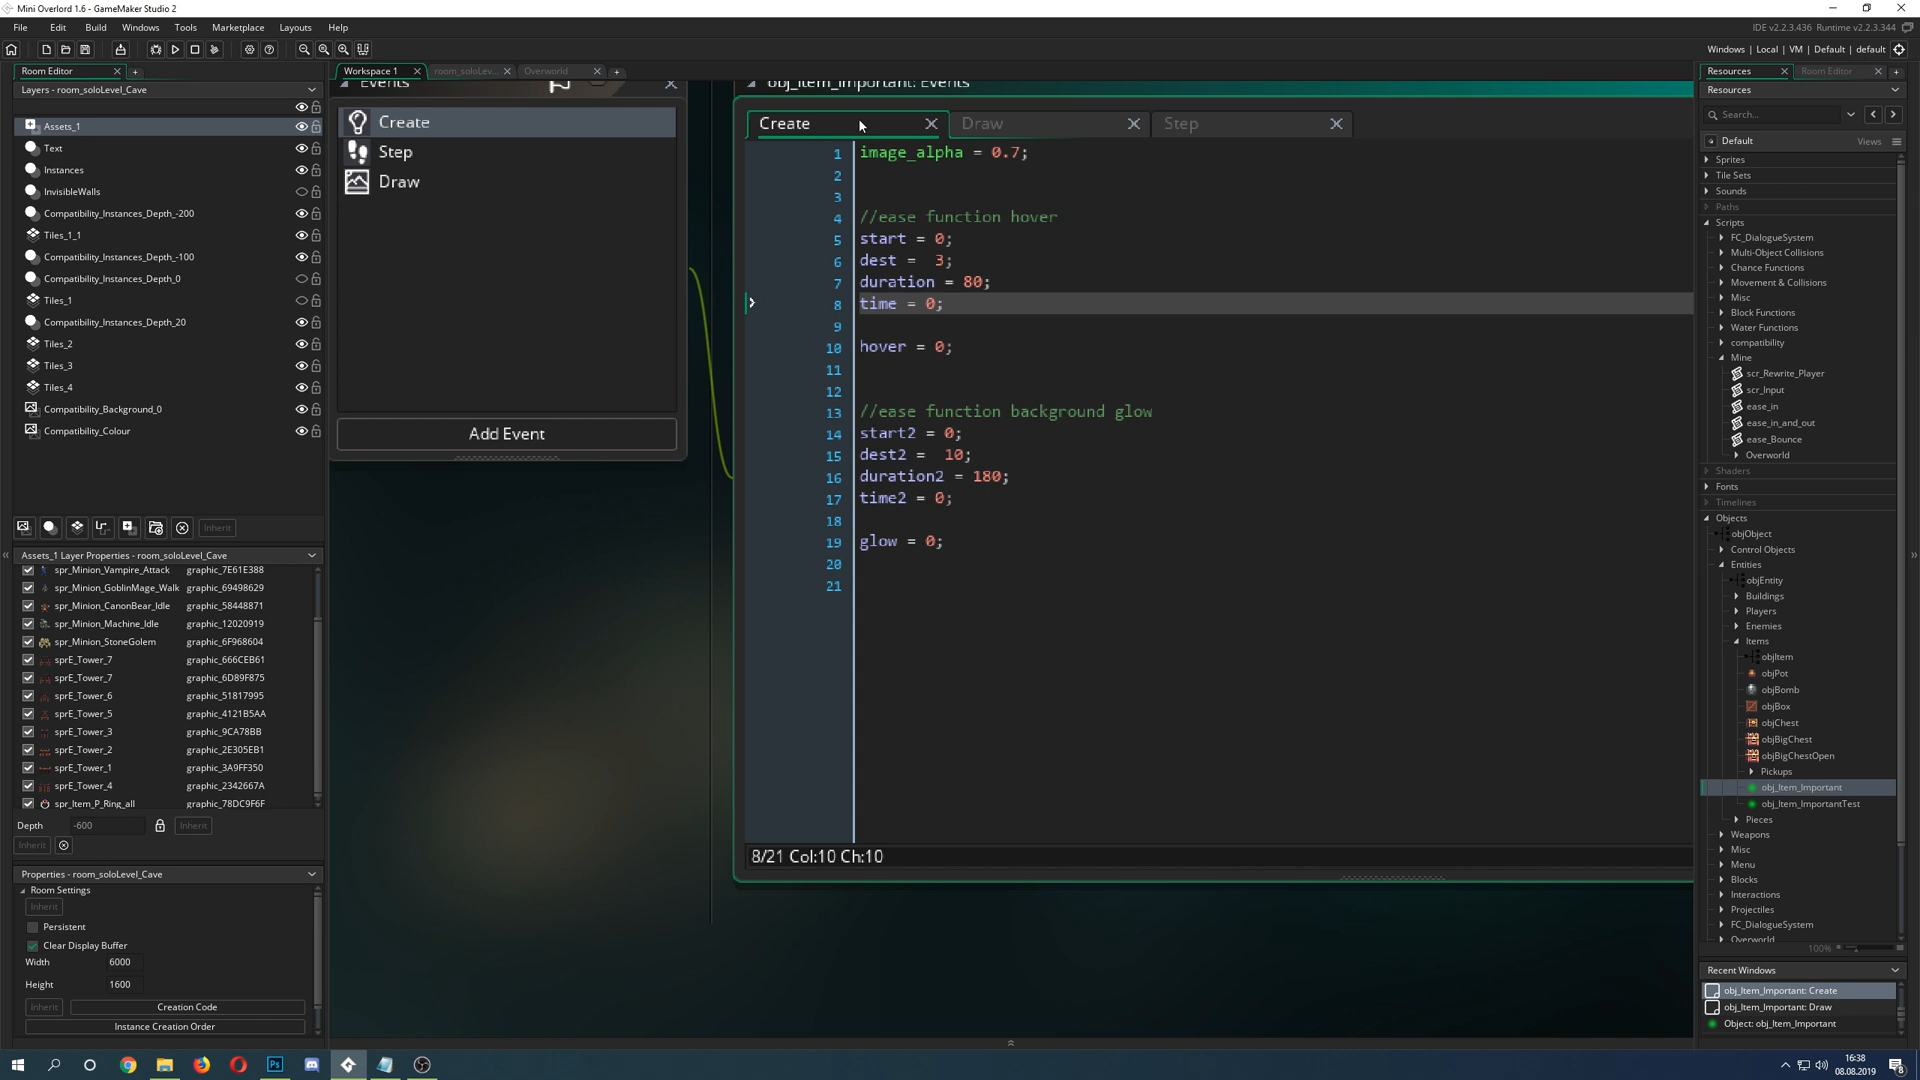 Mini Overlord 1.6 - GameMaker Studio 2
File Edit Build Windows Tools Marketplace Layouts Help
IDE v2.2.3.436 Runtime v2.2.3.344
Windows | Local | VM | Default | default
Room Editor
Layers - room_soloLevel_Cave
Assets_1
Text
Instances
InvisibleWalls
Compatibility_Instances_Depth_-200
Tiles_1_1
Compatibility_Instances_Depth_-100
Compatibility_Instances_Depth_0
Tiles_1
Compatibility_Instances_Depth_20
Tiles_2
Tiles_3
Tiles_4
Compatibility_Background_0
Compatibility_Colour
Inherit
Assets_1 Layer Properties - room_soloLevel_Cave
spr_Minion_Vampire_Attack graphic_7E61E388
spr_Minion_GoblinMage_Walk graphic_69498629
spr_Minion_CanonBear_Idle graphic_58448871
spr_Minion_Machine_Idle graphic_12020919
spr_Minion_StoneGolem graphic_6F968604
sprE_Tower_7 graphic_666CEB61
sprE_Tower_7 graphic_6D89F875
sprE_Tower_6 graphic_51817995
sprE_Tower_5 graphic_4121B5AA
sprE_Tower_3 graphic_9CA78BB
sprE_Tower_2 graphic_2E305EB1
sprE_Tower_1 graphic_3A9FF350
sprE_Tower_4 graphic_2342667A
spr_Item_P_Ring_all graphic_78DC9F6F
Depth -600 Inherit
Inherit
Properties - room_soloLevel_Cave
Room Settings
Inherit
Persistent
Clear Display Buffer
Width 6000
Height 1600
Inherit Creation Code
Instance Creation Order
Workspace 1 room_soloLev... Overworld
Events
Create
Step
Draw
Add Event
obj_Item_Important: Events
Create Draw Step
1 image_alpha = 0.7;
2
3
4 //ease function hover
5 start = 0;
6 dest = 3;
7 duration = 80;
8 time = 0;
9
10 hover = 0;
11
12
13 //ease function background glow
14 start2 = 0;
15 dest2 = 10;
16 duration2 = 180;
17 time2 = 0;
18
19 glow = 0;
20
21
8/21 Col:10 Ch:10
Resources Room Editor
Resources
Search...
Default Views
Sprites
Tile Sets
Sounds
Paths
Scripts
FC_DialogueSystem
Multi-Object Collisions
Chance Functions
Movement & Collisions
Misc
Block Functions
Water Functions
compatibility
Mine
scr_Rewrite_Player
scr_Input
ease_in
ease_in_and_out
ease_Bounce
Overworld
Shaders
Fonts
Timelines
Objects
objObject
Control Objects
Entities
objEntity
Buildings
Players
Enemies
Items
objItem
objPot
objBomb
objBox
objChest
objBigChest
objBigChestOpen
Pickups
obj_Item_Important
obj_Item_ImportantTest
Pieces
Weapons
Misc
Menu
Blocks
Interactions
Projectiles
FC_DialogueSystem
Overworld
100%
Recent Windows
obj_Item_Important: Create
obj_Item_Important: Draw
Object: obj_Item_Important
Ps
16:38
08.08.2019
8